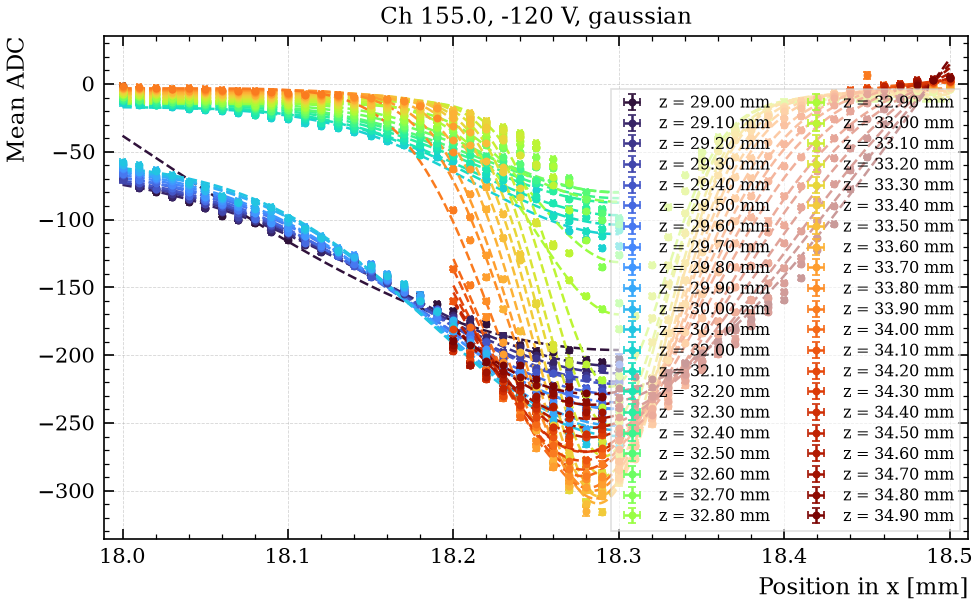 Ch 155.0, -120 V, gaussian
Mean ADC
0
−50
−100
−150
−200
−250
−300
z = 29.00 mm
z = 29.10 mm
z = 29.20 mm
z = 29.30 mm
z = 29.40 mm
z = 29.50 mm
z = 29.60 mm
z = 29.70 mm
z = 29.80 mm
z = 29.90 mm
z = 30.00 mm
z = 30.10 mm
z = 32.00 mm
z = 32.10 mm
z = 32.20 mm
z = 32.30 mm
z = 32.40 mm
z = 32.50 mm
z = 32.60 mm
z = 32.70 mm
z = 32.80 mm
z = 32.90 mm
z = 33.00 mm
z = 33.10 mm
z = 33.20 mm
z = 33.30 mm
z = 33.40 mm
z = 33.50 mm
z = 33.60 mm
z = 33.70 mm
z = 33.80 mm
z = 33.90 mm
z = 34.00 mm
z = 34.10 mm
z = 34.20 mm
z = 34.30 mm
z = 34.40 mm
z = 34.50 mm
z = 34.60 mm
z = 34.70 mm
z = 34.80 mm
z = 34.90 mm
18.0 18.1 18.2 18.3 18.4 18.5
Position in x [mm]